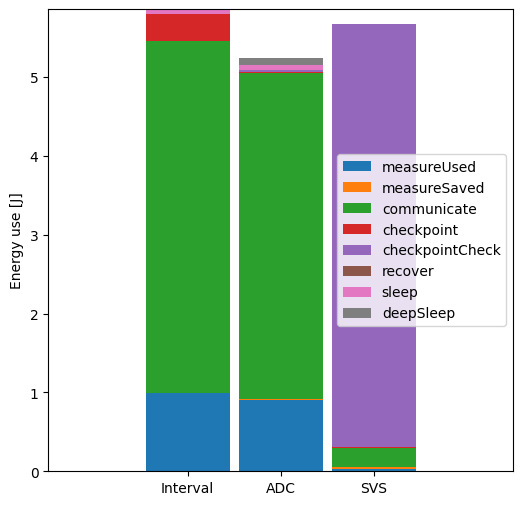 Energy use [J]
5
4
3
2
1
0
measureUsed
measureSaved
communicate
checkpoint
checkpointCheck
recover
sleep
deepSleep
Interval
ADC
SVS